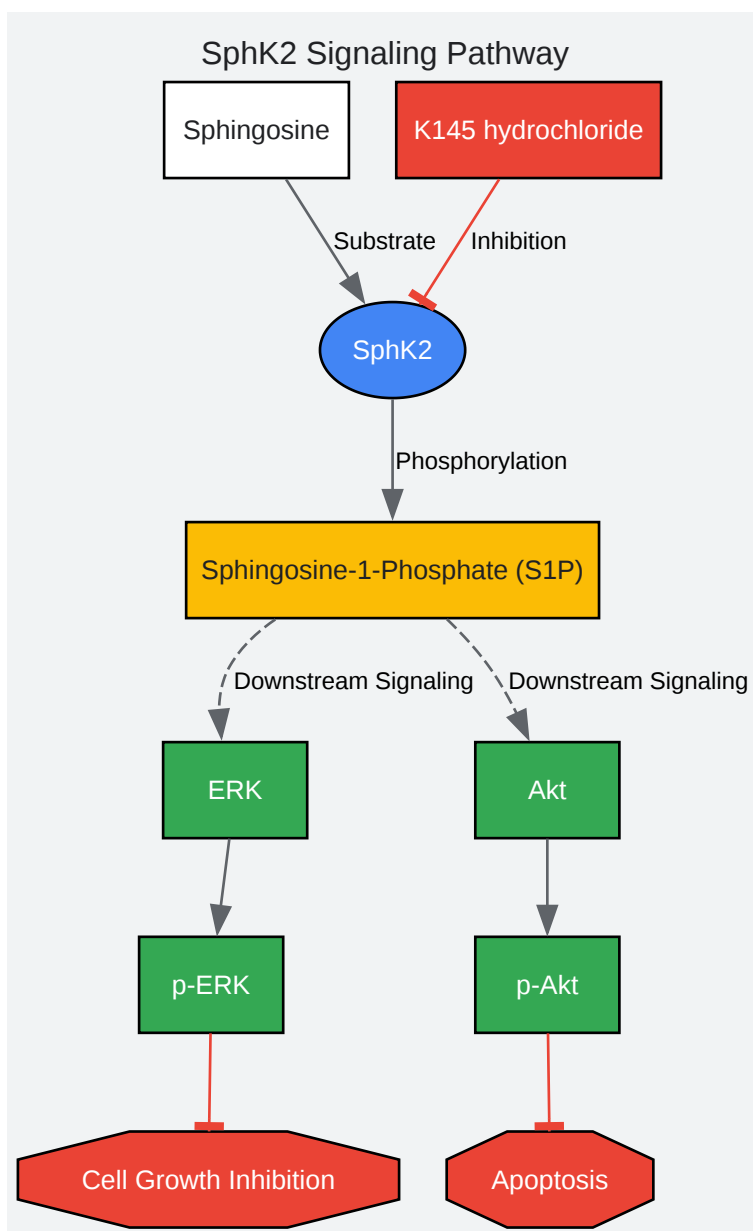 SphK2 Signaling Pathway
Sphingosine
K145 hydrochloride
Substrate
Inhibition
SphK2
Phosphorylation
Sphingosine-1-Phosphate (S1P)
Downstream Signaling
Downstream Signaling
ERK
Akt
p-ERK
p-Akt
Cell Growth Inhibition
Apoptosis